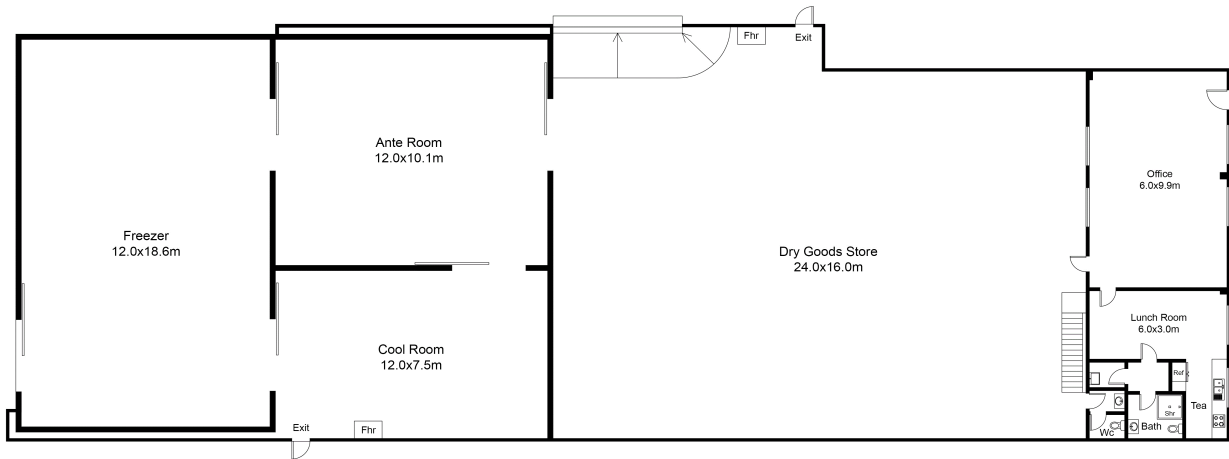 Fhr
Exit
Ante Room
12.0x10.1m
Office
6.0x9.9m
Freezer
12.0x18.6m
Dry Goods Store
24.0x16.0m
Lunch Room
6.0x3.0m
Cool Room
12.0x7.5m
Ref
Tea
Shr
Exit
Fhr
Wc
Bath